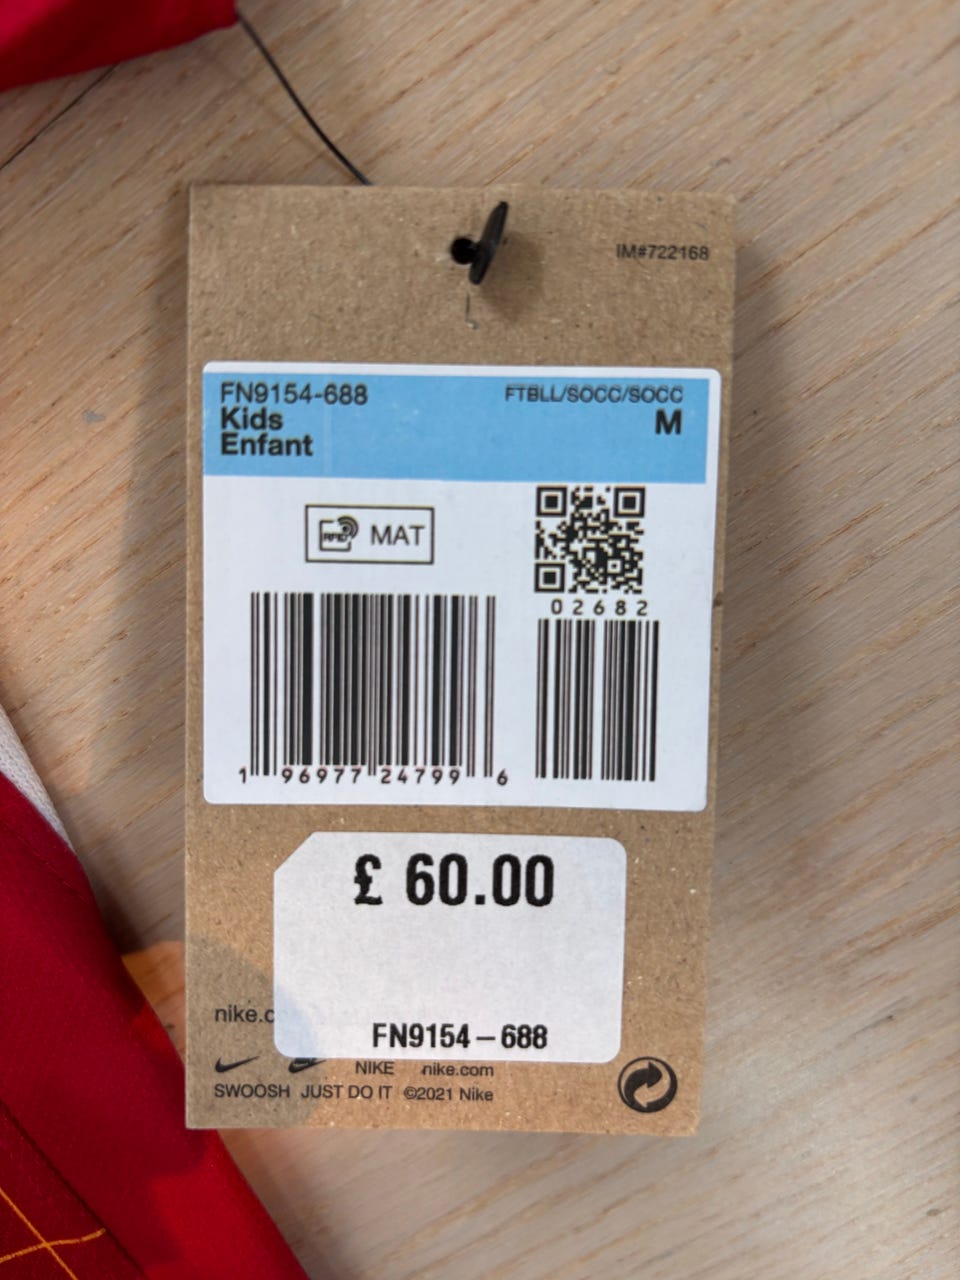 IM#722168
FN9154-688 FTBLL/SOCC/SOCC
Kids M
Enfant
RFID MAT
02682
1 96977 24799 6
£ 60.00
nike.c
FN9154-688
NIKE nike.com
SWOOSH JUST DO IT ©2021 Nike